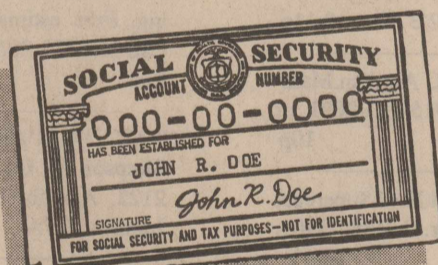 SOCIAL SECURITY
ACCOUNT NUMBER
000-00-0000
HAS BEEN ESTABLISHED FOR
JOHN R. DOE
John R. Doe
SIGNATURE
FOR SOCIAL SECURITY AND TAX PURPOSES—NOT FOR IDENTIFICATION